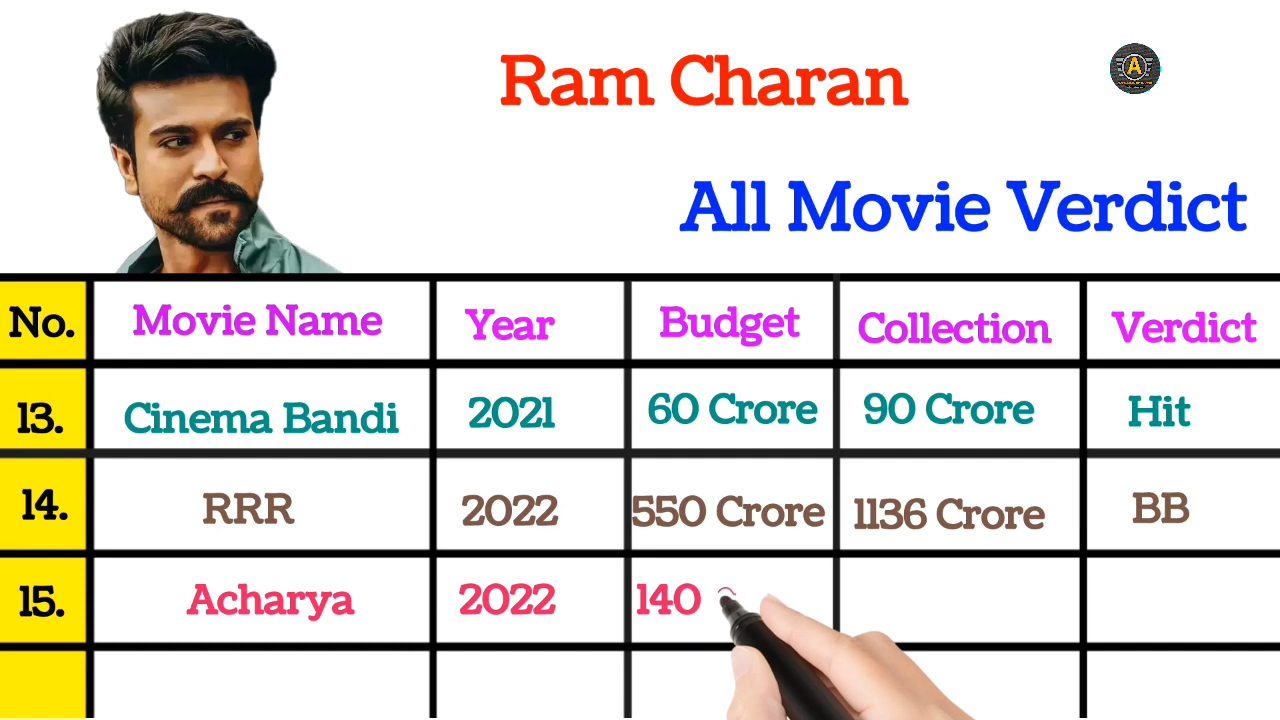 Ram Charan
A
All Movie Verdict
No. Movie Name Year Budget Collection Verdict
13. Cinema Bandi 2021 60 Crore 90 Crore Hit
14. RRR 2022 550 Crore 1136 Crore BB
15. Acharya 2022 140